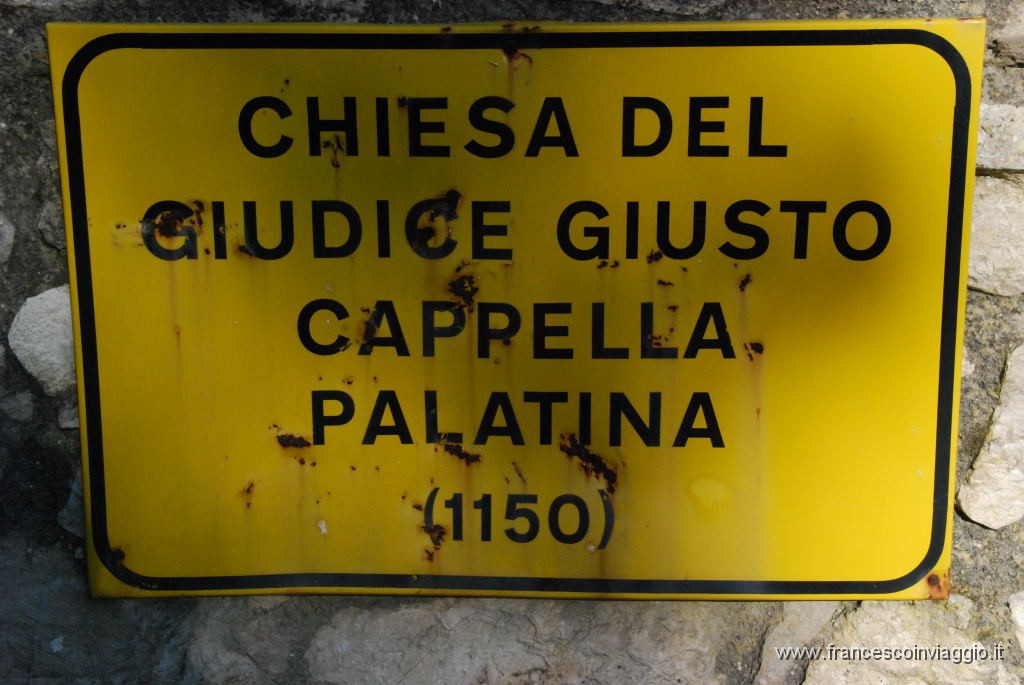 CHIESA DEL
GIUDICE GIUSTO
CAPPELLA
PALATINA
(1150)
www.francescoinviaggio.it